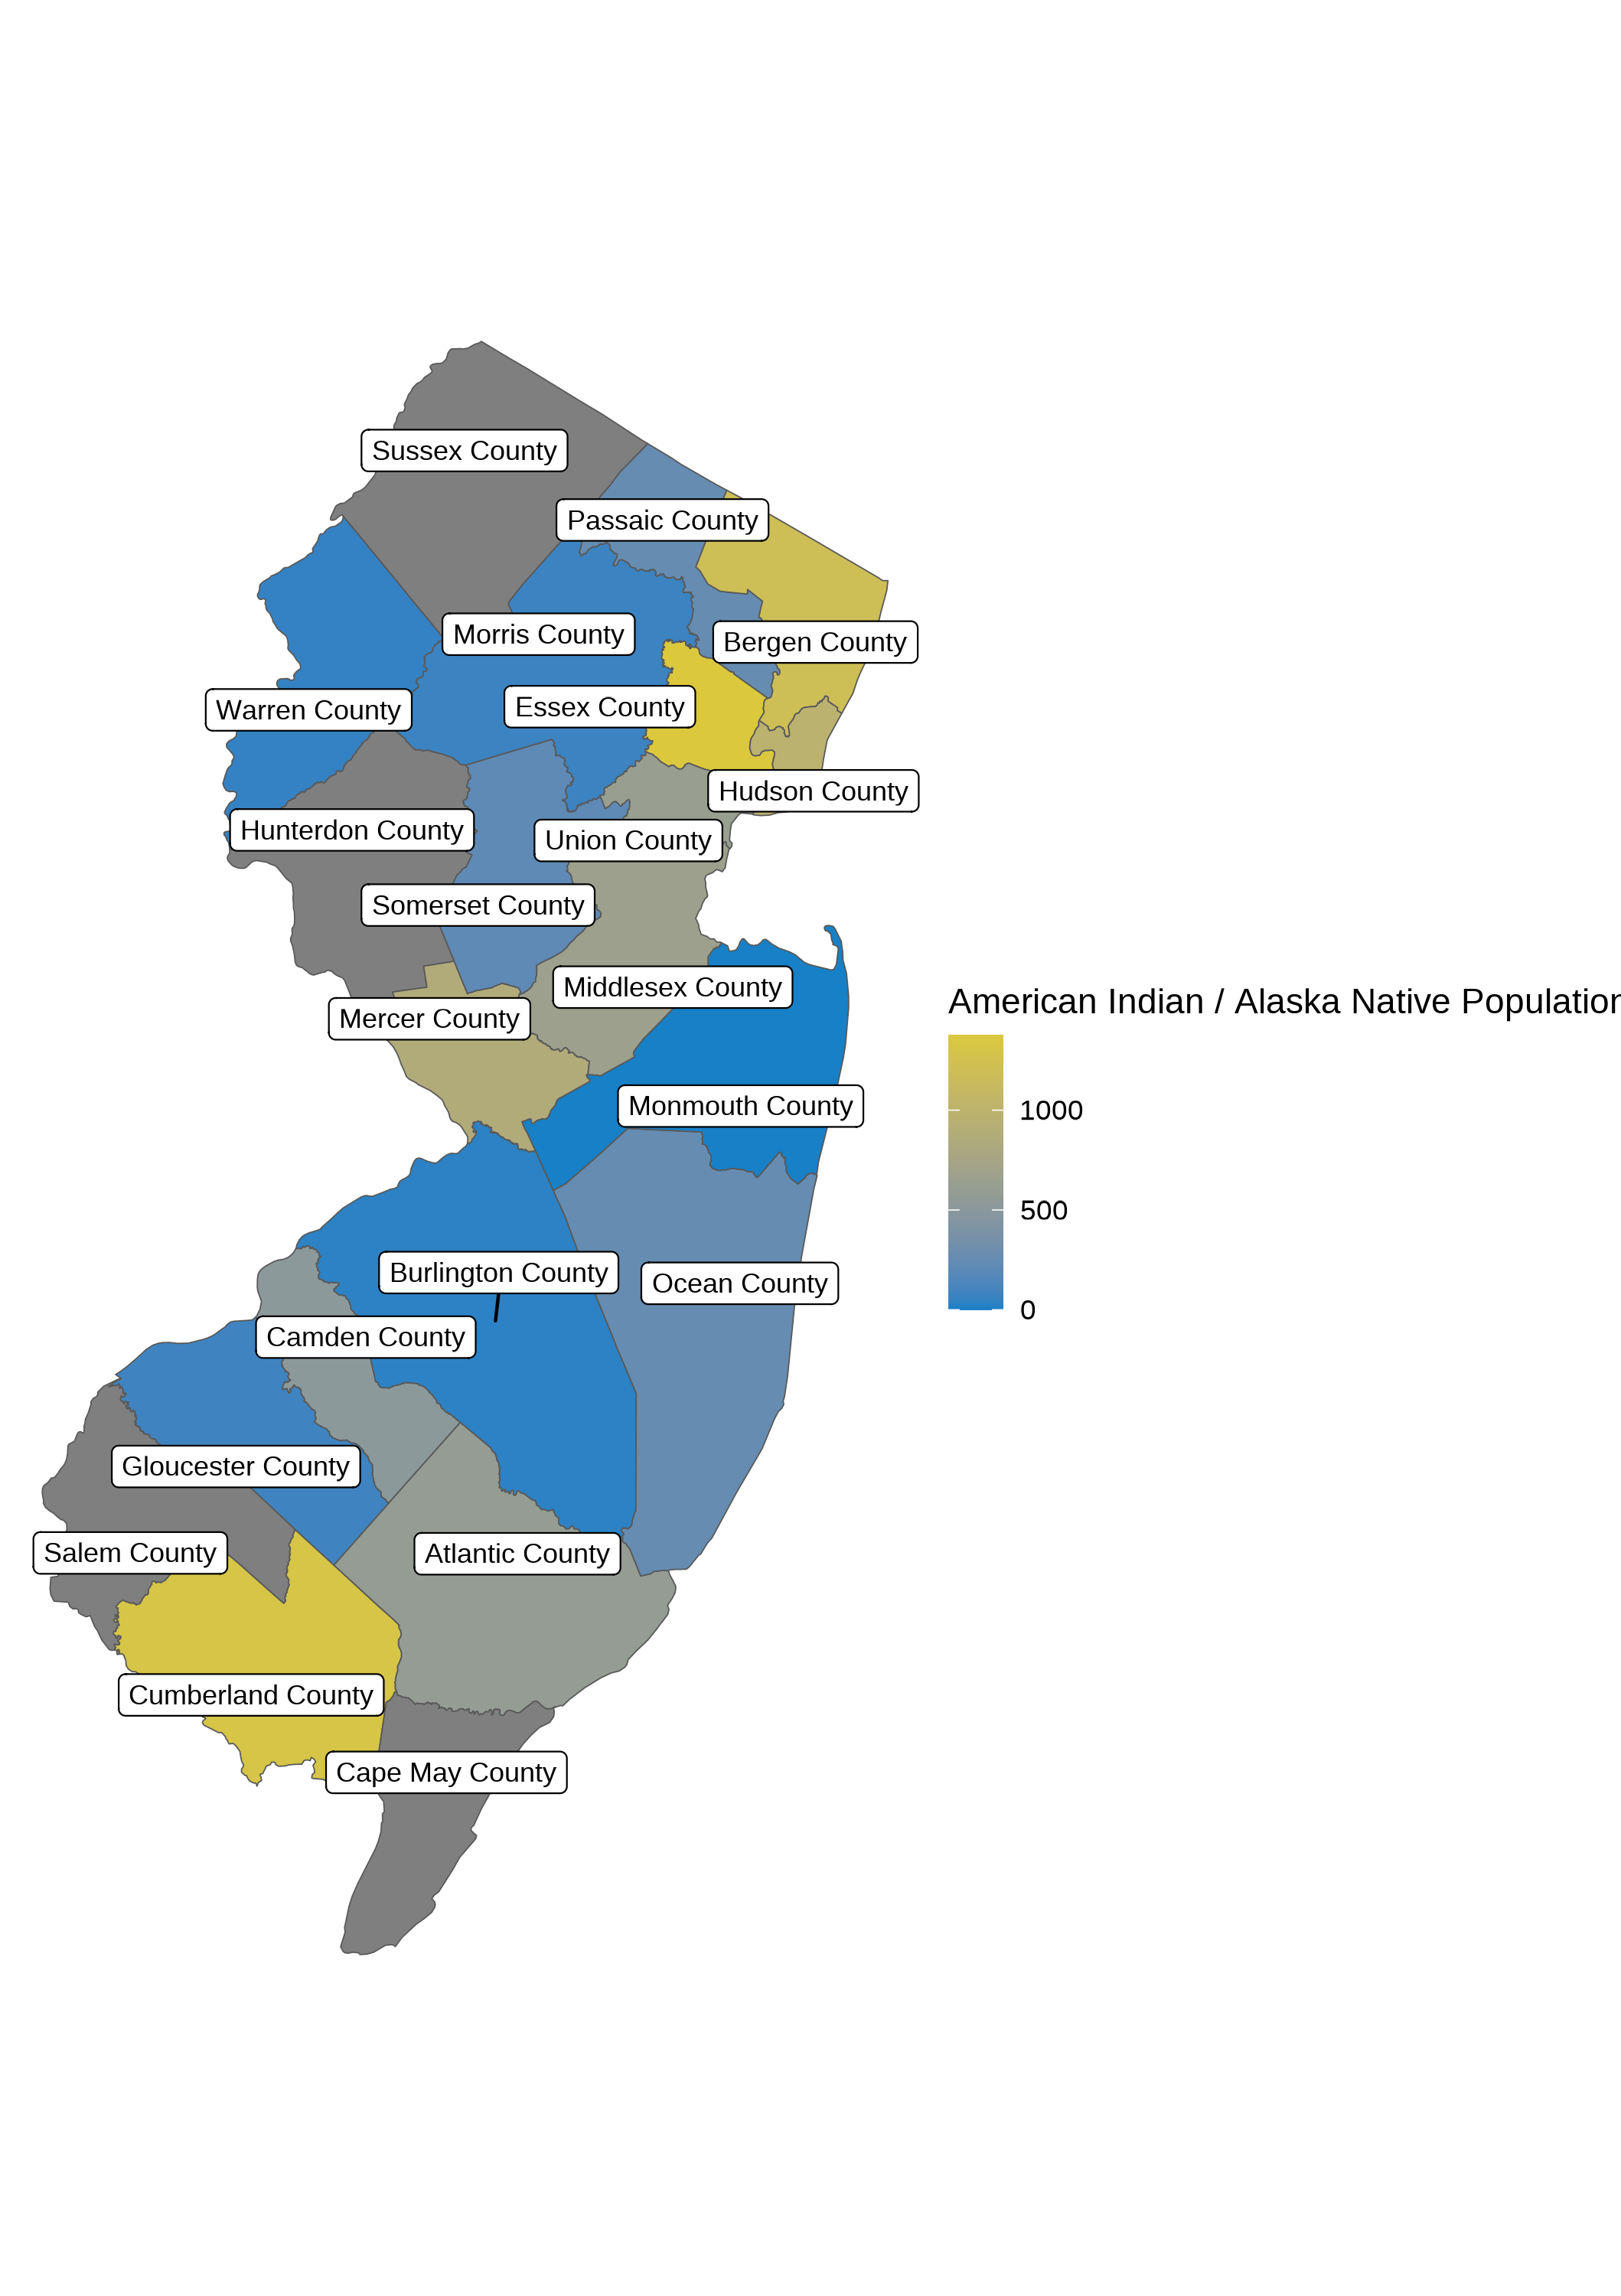 Sussex County
Passaic County
Morris County
Bergen County
Essex County
Warren County
Hudson County
Hunterdon County
Union County
Somerset County
Middlesex County
Mercer County
Monmouth County
Burlington County
Ocean County
Camden County
Gloucester County
Salem County
Atlantic County
Cumberland County
Cape May County
American Indian / Alaska Native Population
1000
500
0